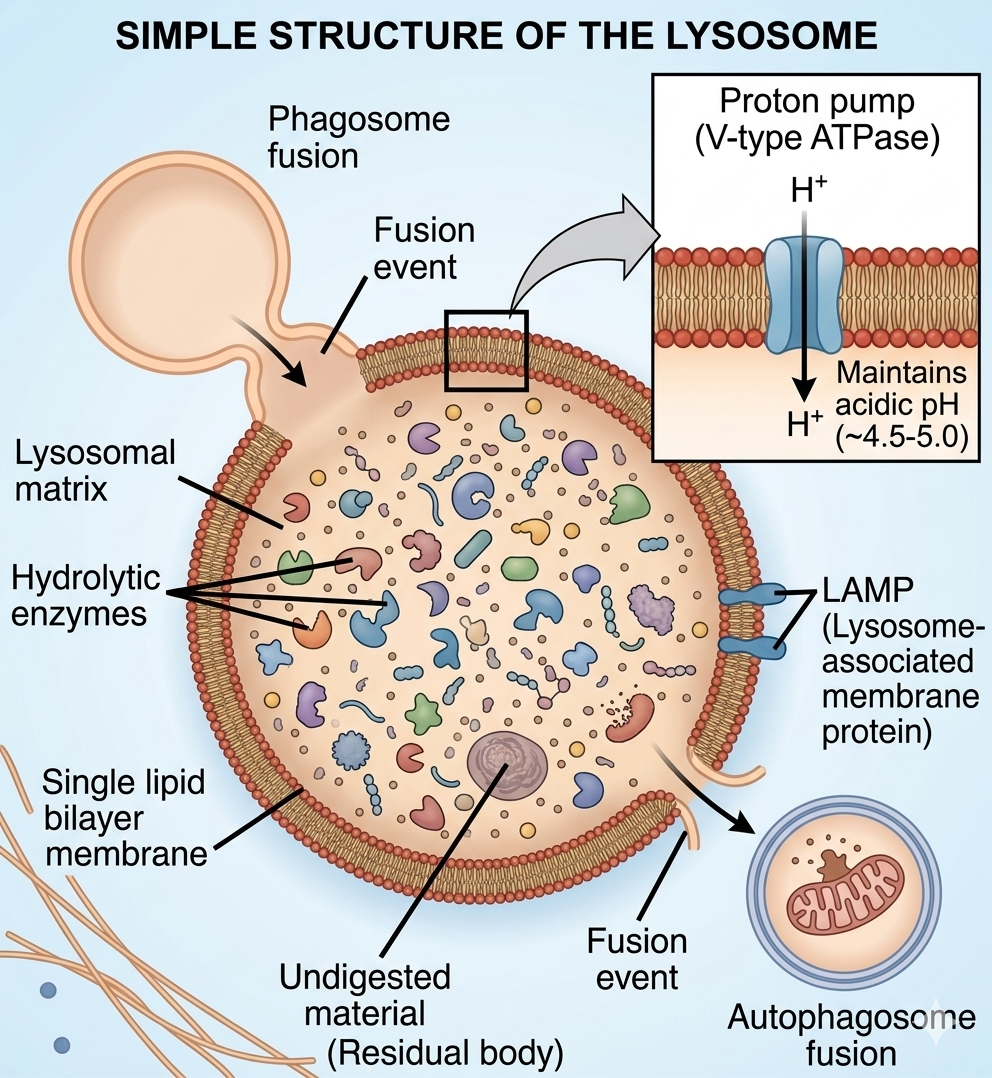 SIMPLE STRUCTURE OF THE LYSOSOME
Phagosome
fusion
Fusion
event
Proton pump
(V-type ATPase)
H⁺
H⁺
Maintains
acidic pH
(~4.5-5.0)
Lysosomal
matrix
Hydrolytic
enzymes
LAMP
(Lysosome-
associated
membrane
protein)
Single lipid
bilayer
membrane
Undigested
material
(Residual body)
Fusion
event
Autophagosome
fusion